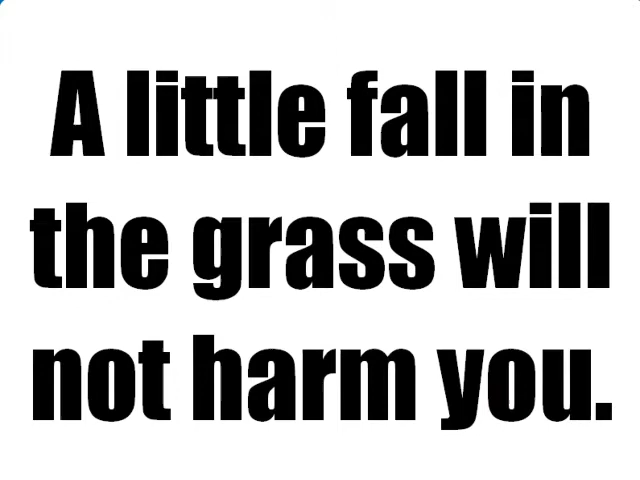 A little fall in
the grass will
not harm you.